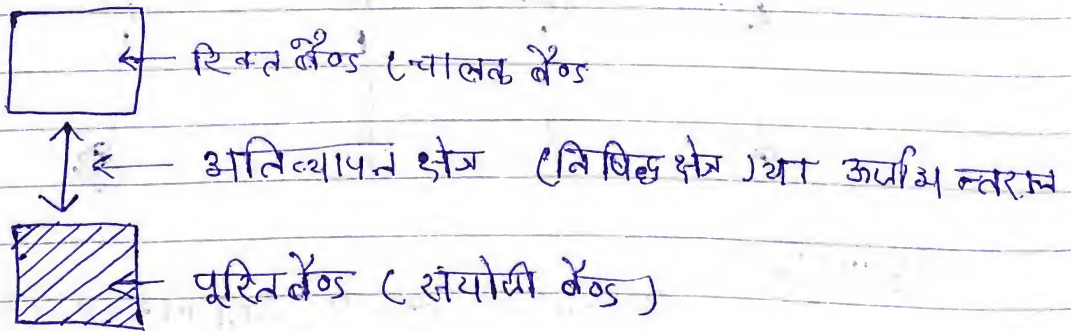 रिक्त बैण्ड (चालक बैण्ड
अतिव्यापन क्षेत्र (निषिद्ध क्षेत्र) या ऊर्जा अन्तराल
पूरित बैण्ड (संयोजी बैण्ड)